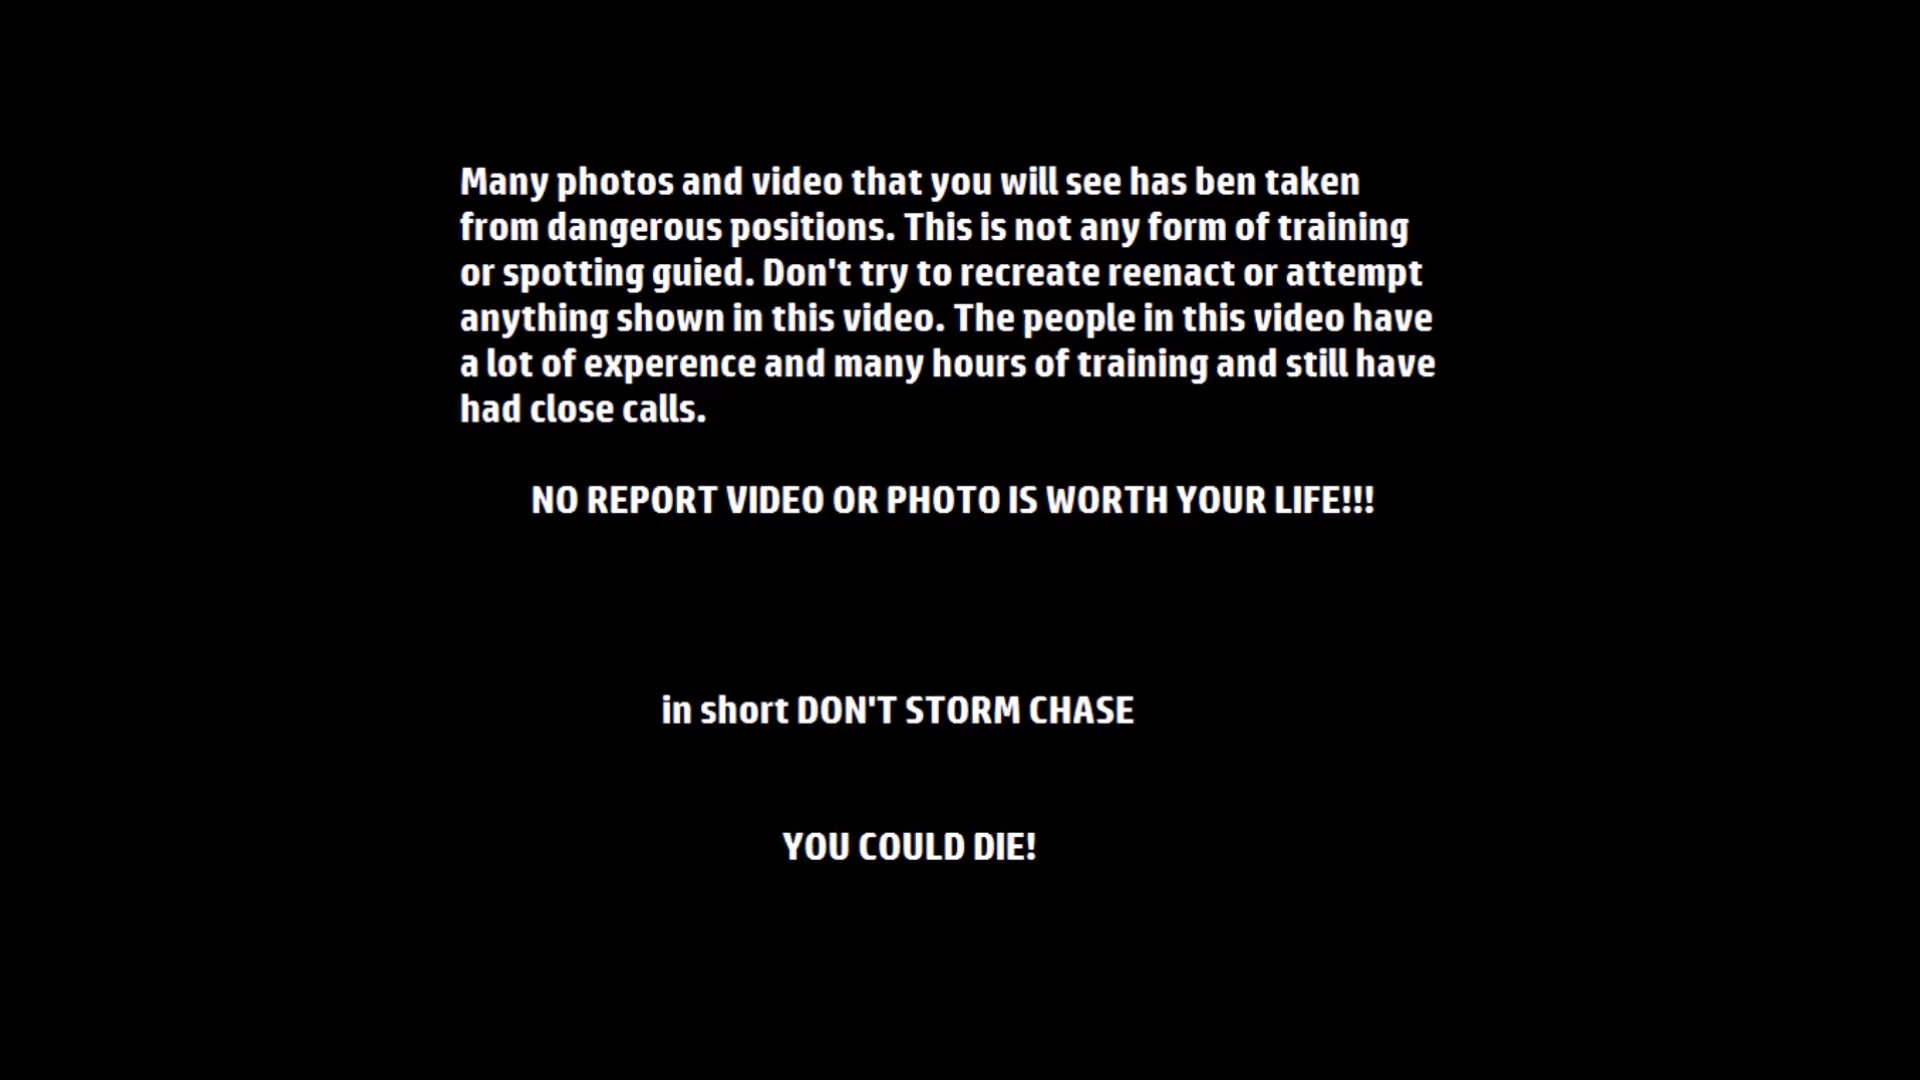 Many photos and video that you will see has ben taken
from dangerous positions. This is not any form of training
or spotting guied. Don't try to recreate reenact or attempt
anything shown in this video. The people in this video have
a lot of experence and many hours of training and still have
had close calls.
NO REPORT VIDEO OR PHOTO IS WORTH YOUR LIFE!!!
in short DON'T STORM CHASE
YOU COULD DIE!